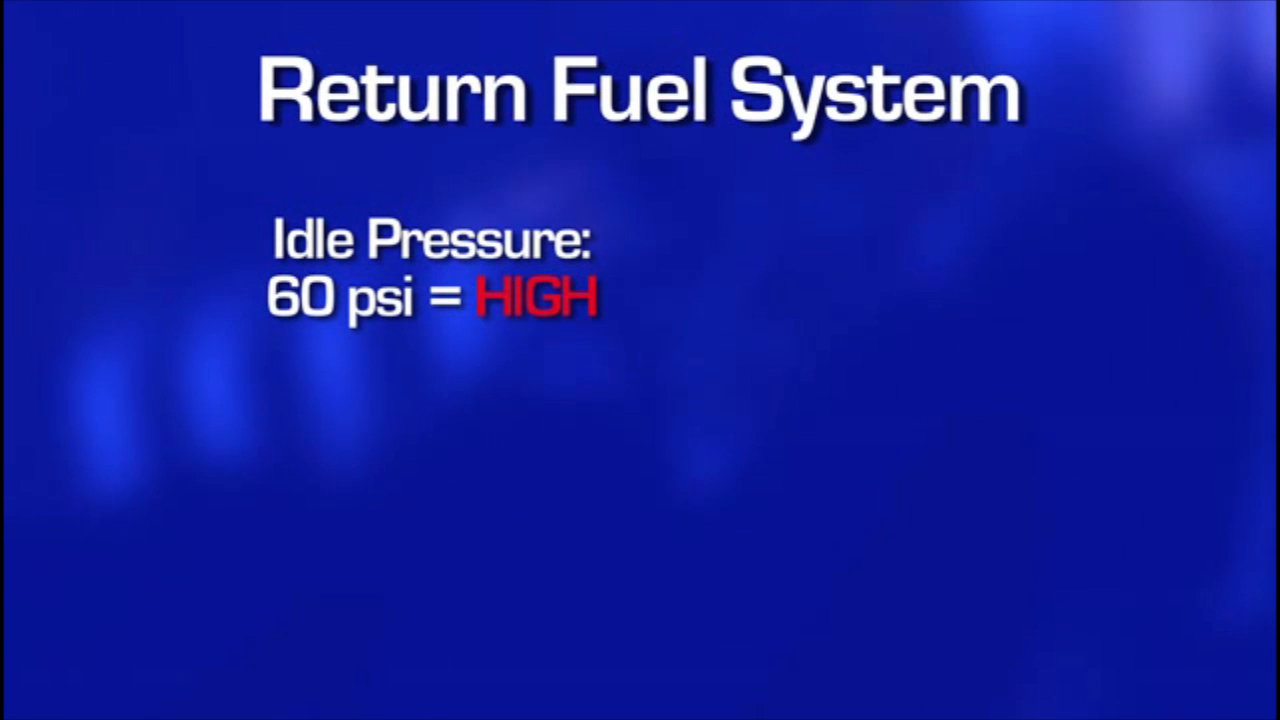 Return Fuel System
Idle Pressure:
60 psi = HIGH